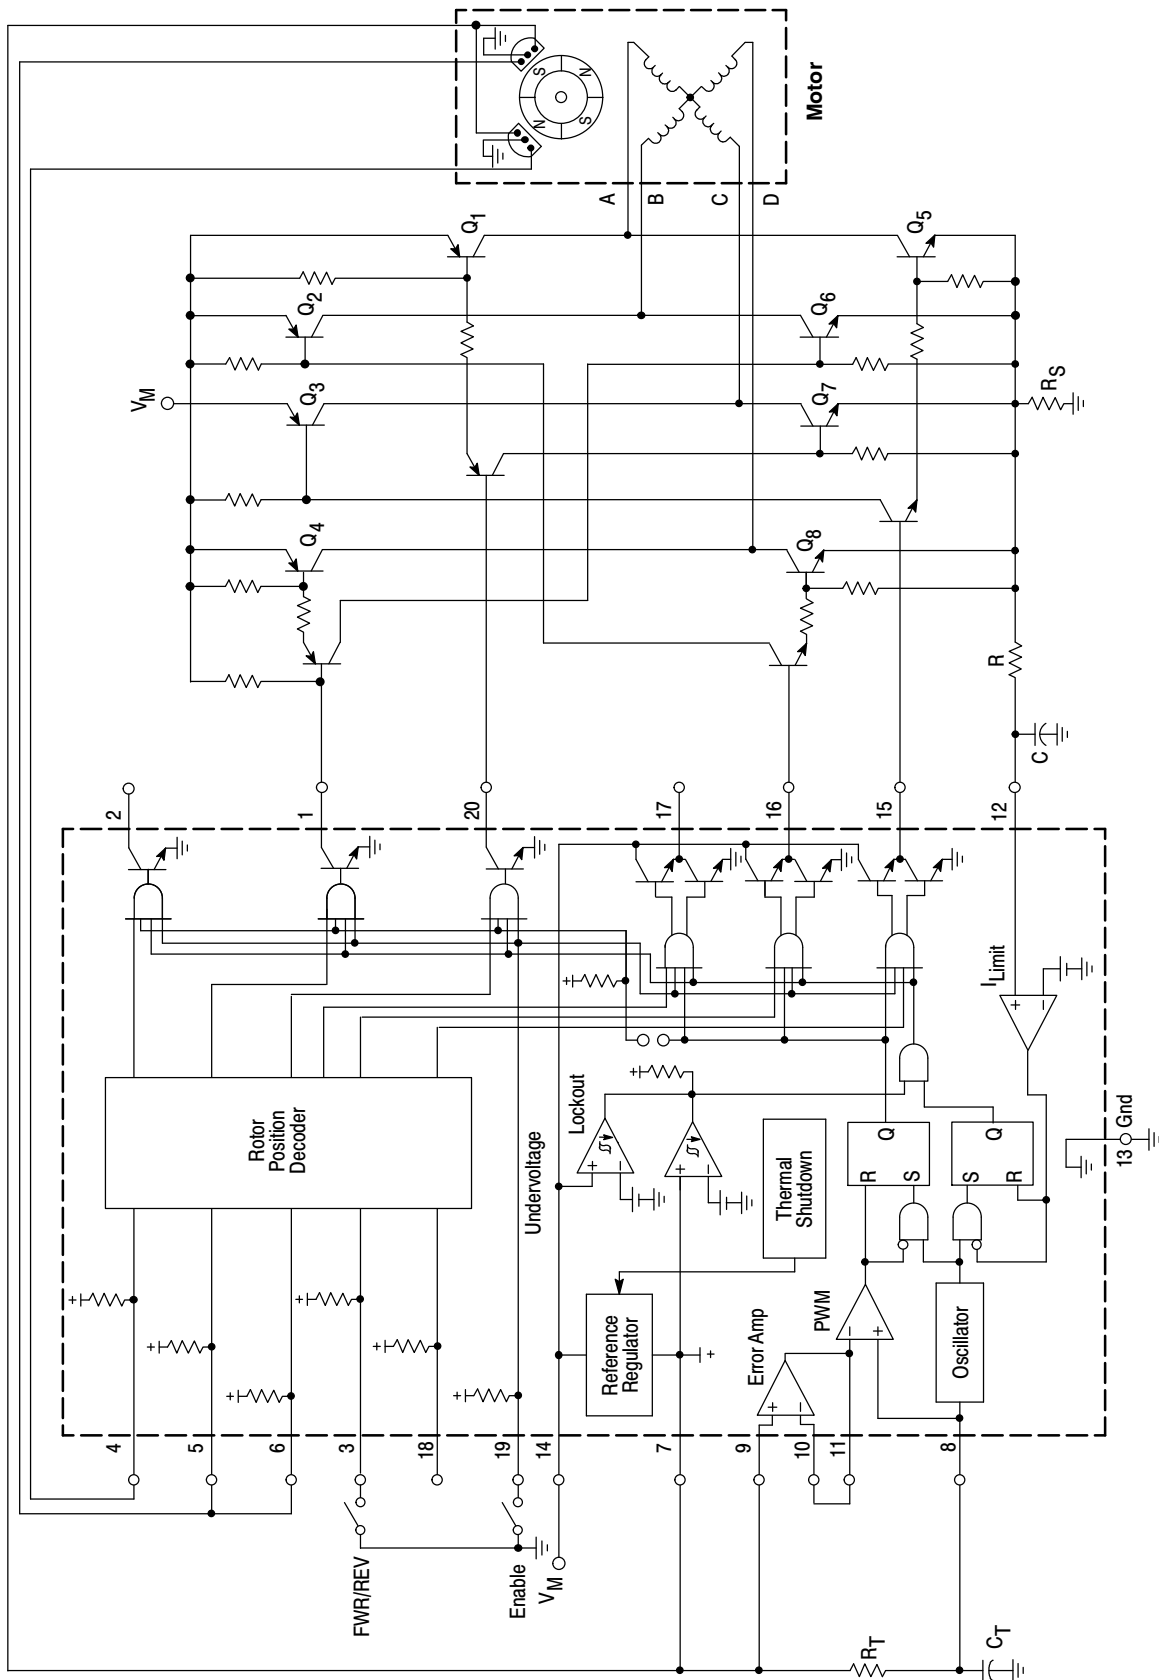 Motor
S
N
N
S
A
B
C
D
Q1
Q5
Q2
Q6
VM
Q3
Q7
RS
Q4
Q8
R
C
2
1
20
17
16
15
12
ILimit
+
−
Rotor
Position
Decoder
Undervoltage
Lockout
+
−
+
−
Thermal
Shutdown
Reference
Regulator
+
Error Amp
+
−
PWM
−
+
Oscillator
R
Q
S
S
Q
R
13
Gnd
+
+
+
+
+
+
+
+
4
5
6
3
18
19
14
7
9
10
11
8
FWR/REV
Enable
VM
RT
CT